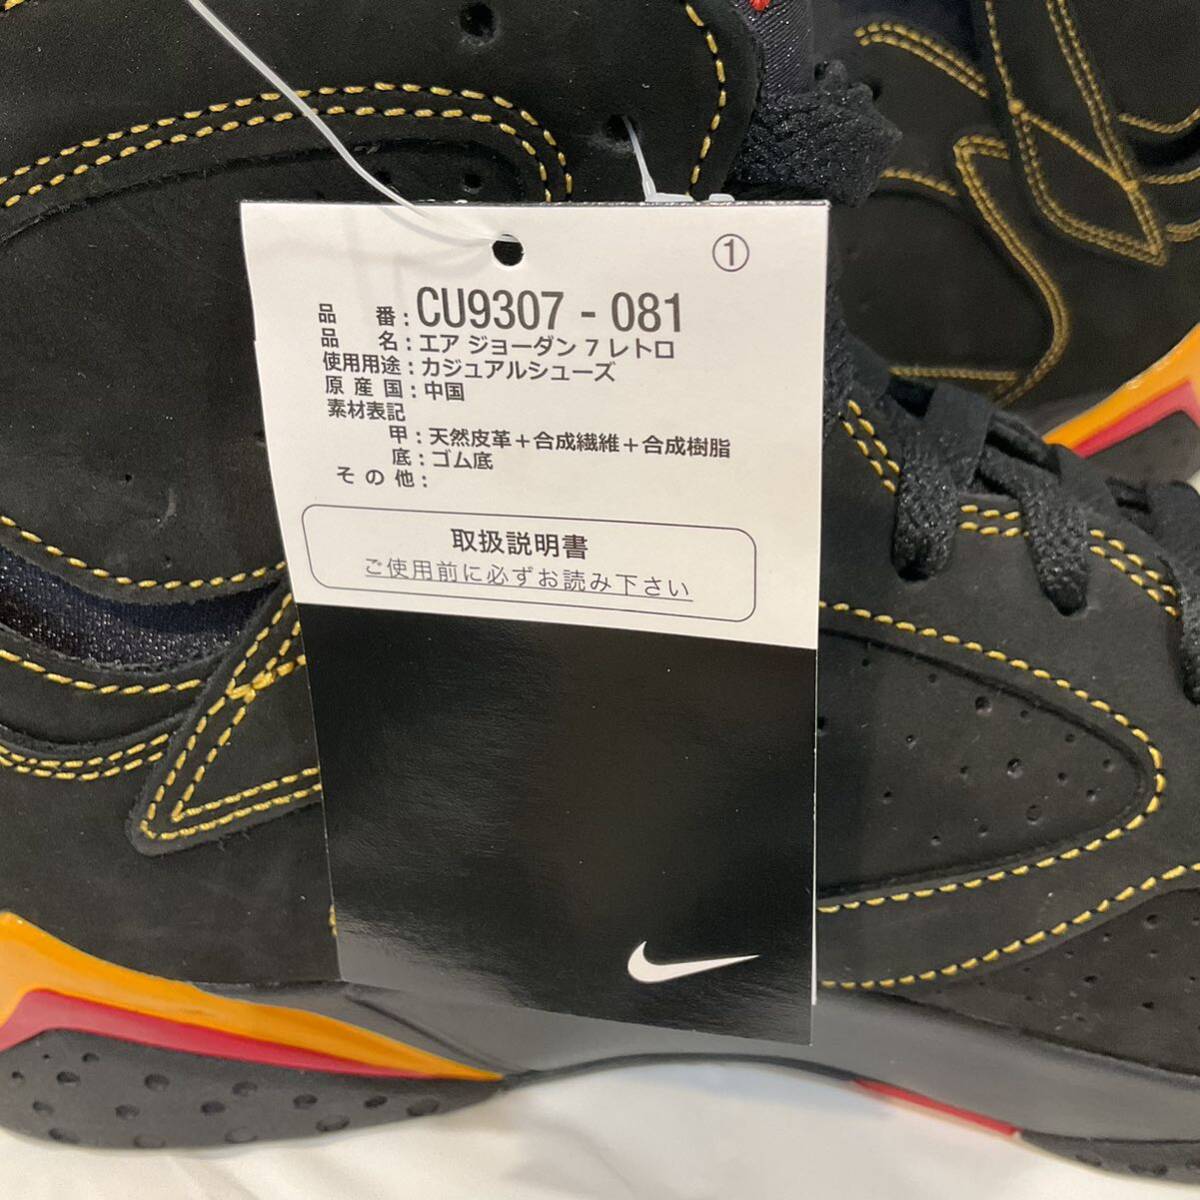 ①
品 番：CU9307 - 081
品 名：エア ジョーダン 7 レトロ
使用用途：カジュアルシューズ
原 産 国：中国
素材表記
甲：天然皮革＋合成繊維＋合成樹脂
底：ゴム底
そ の 他：
取扱説明書
ご使用前に必ずお読み下さい